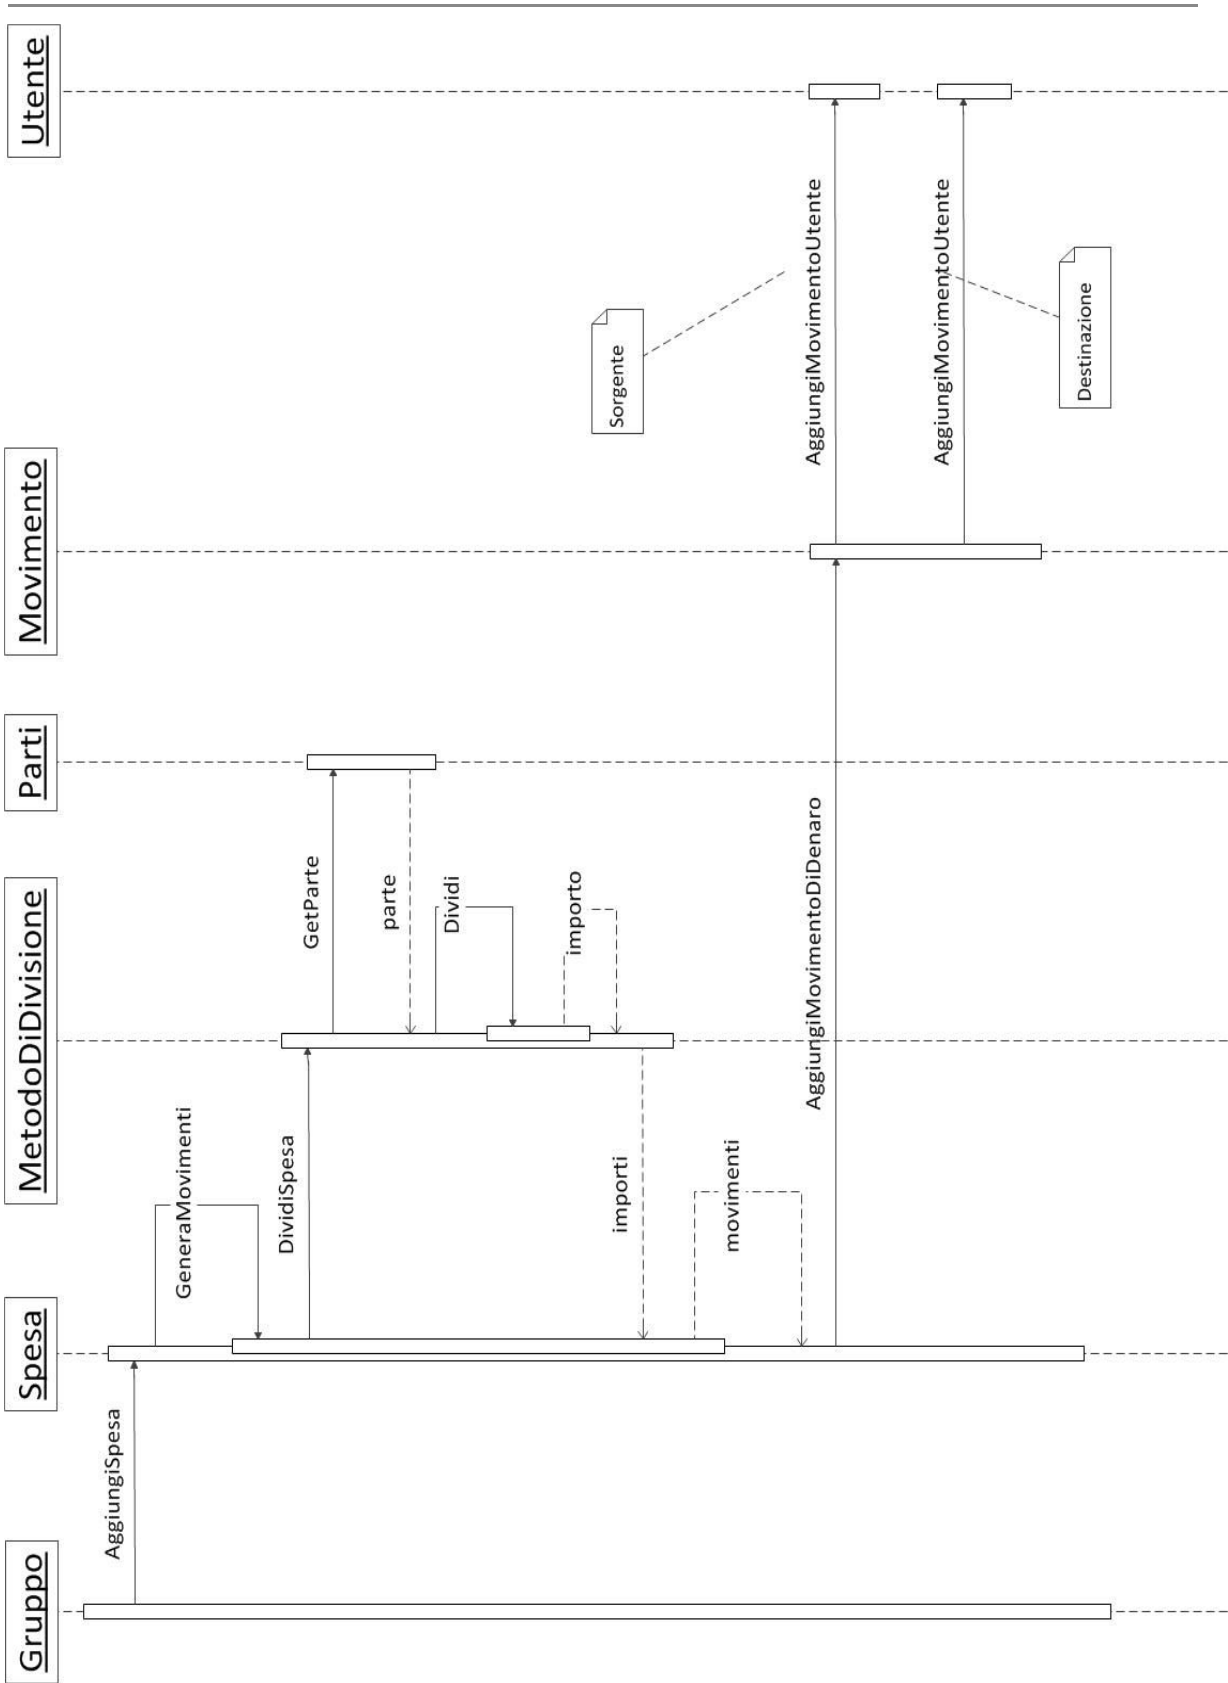 Gruppo
Spesa
MetodoDiDivisione
Parti
Movimento
Utente
AggiungiSpesa
GeneraMovimenti
DividiSpesa
GetParte
parte
Dividi
importo
importi
movimenti
AggiungiMovimentoDiDenaro
Sorgente
AggiungiMovimentoUtente
AggiungiMovimentoUtente
Destinazione